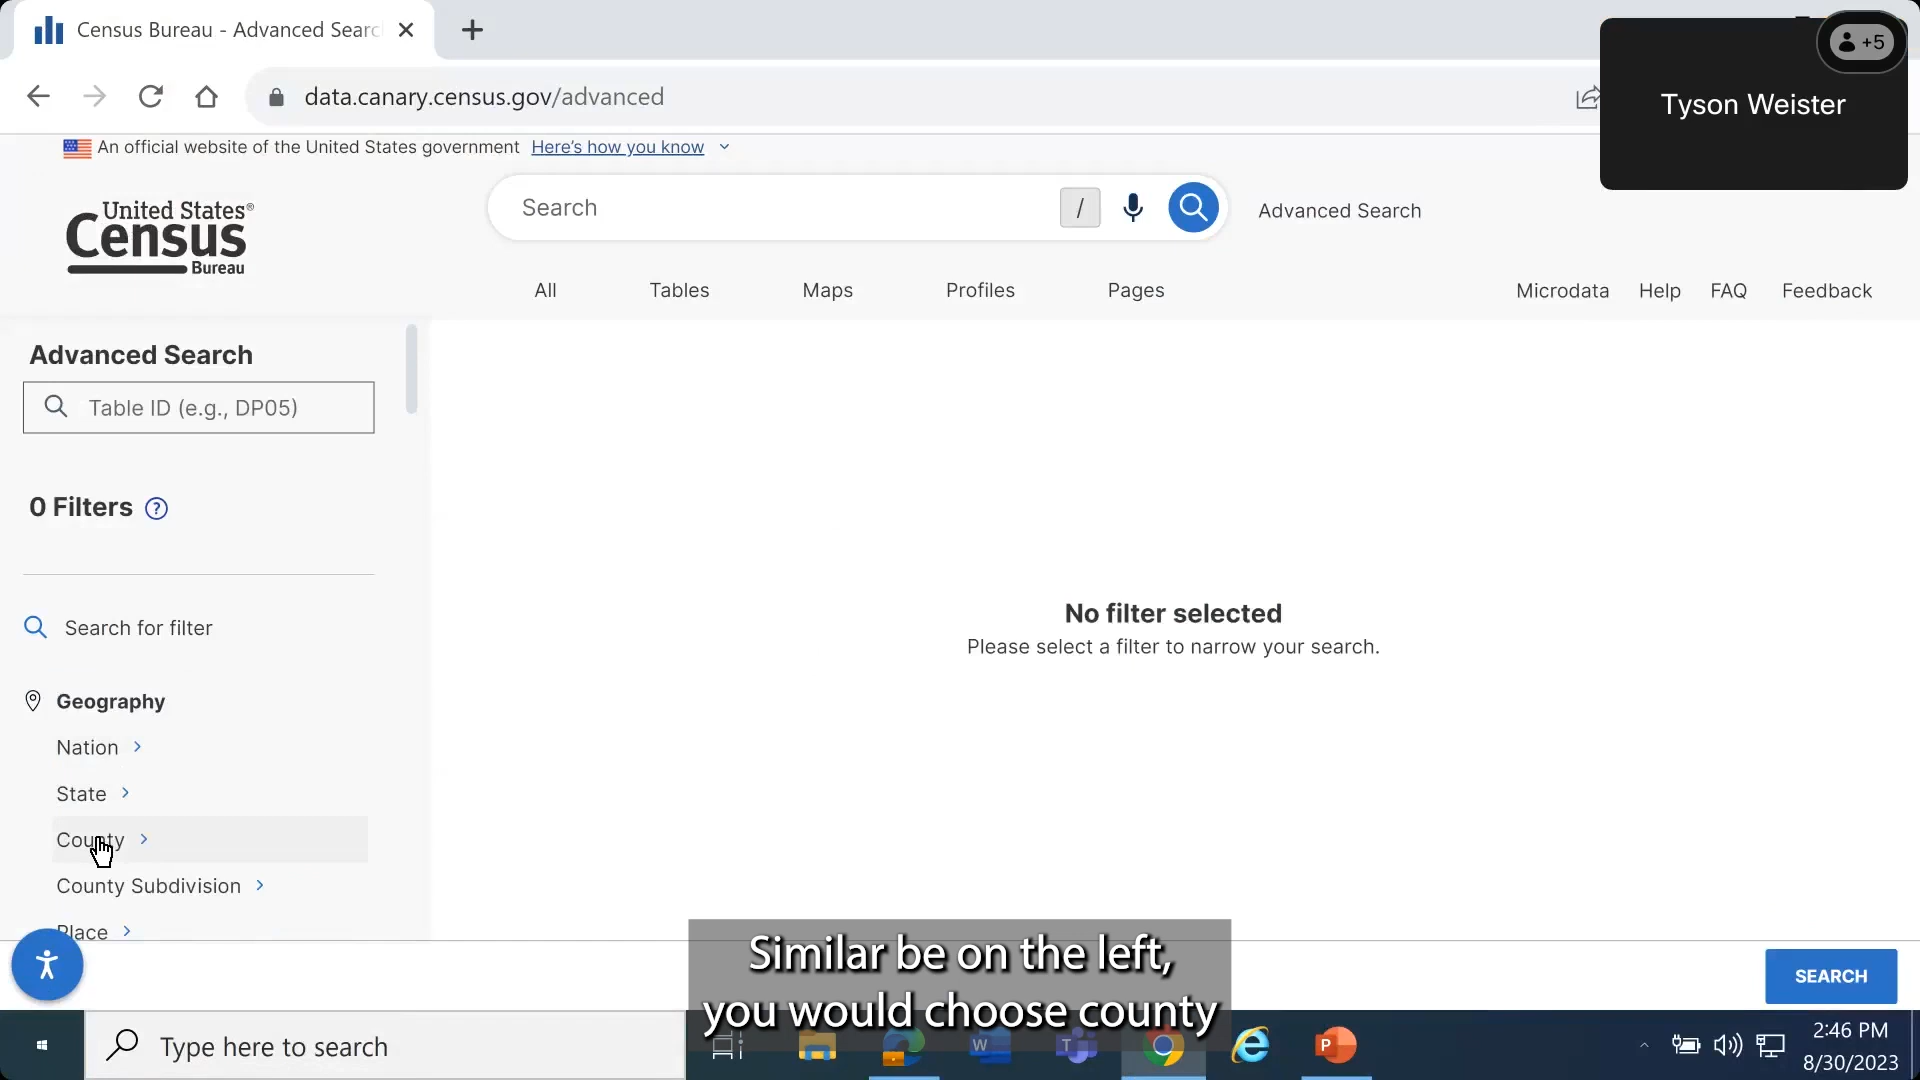 Census Bureau - Advanced Searc
+5
Tyson Weister
data.canary.census.gov/advanced
An official website of the United States government Here's how you know
United States®
Census
Bureau
Search /
Advanced Search
All Tables Maps Profiles Pages
Microdata Help FAQ Feedback
Advanced Search
Table ID (e.g., DP05)
0 Filters ?
Search for filter
Geography
Nation
State
County
County Subdivision
Place
No filter selected
Please select a filter to narrow your search.
SEARCH
Similar be on the left,
you would choose county
Type here to search
2:46 PM
8/30/2023